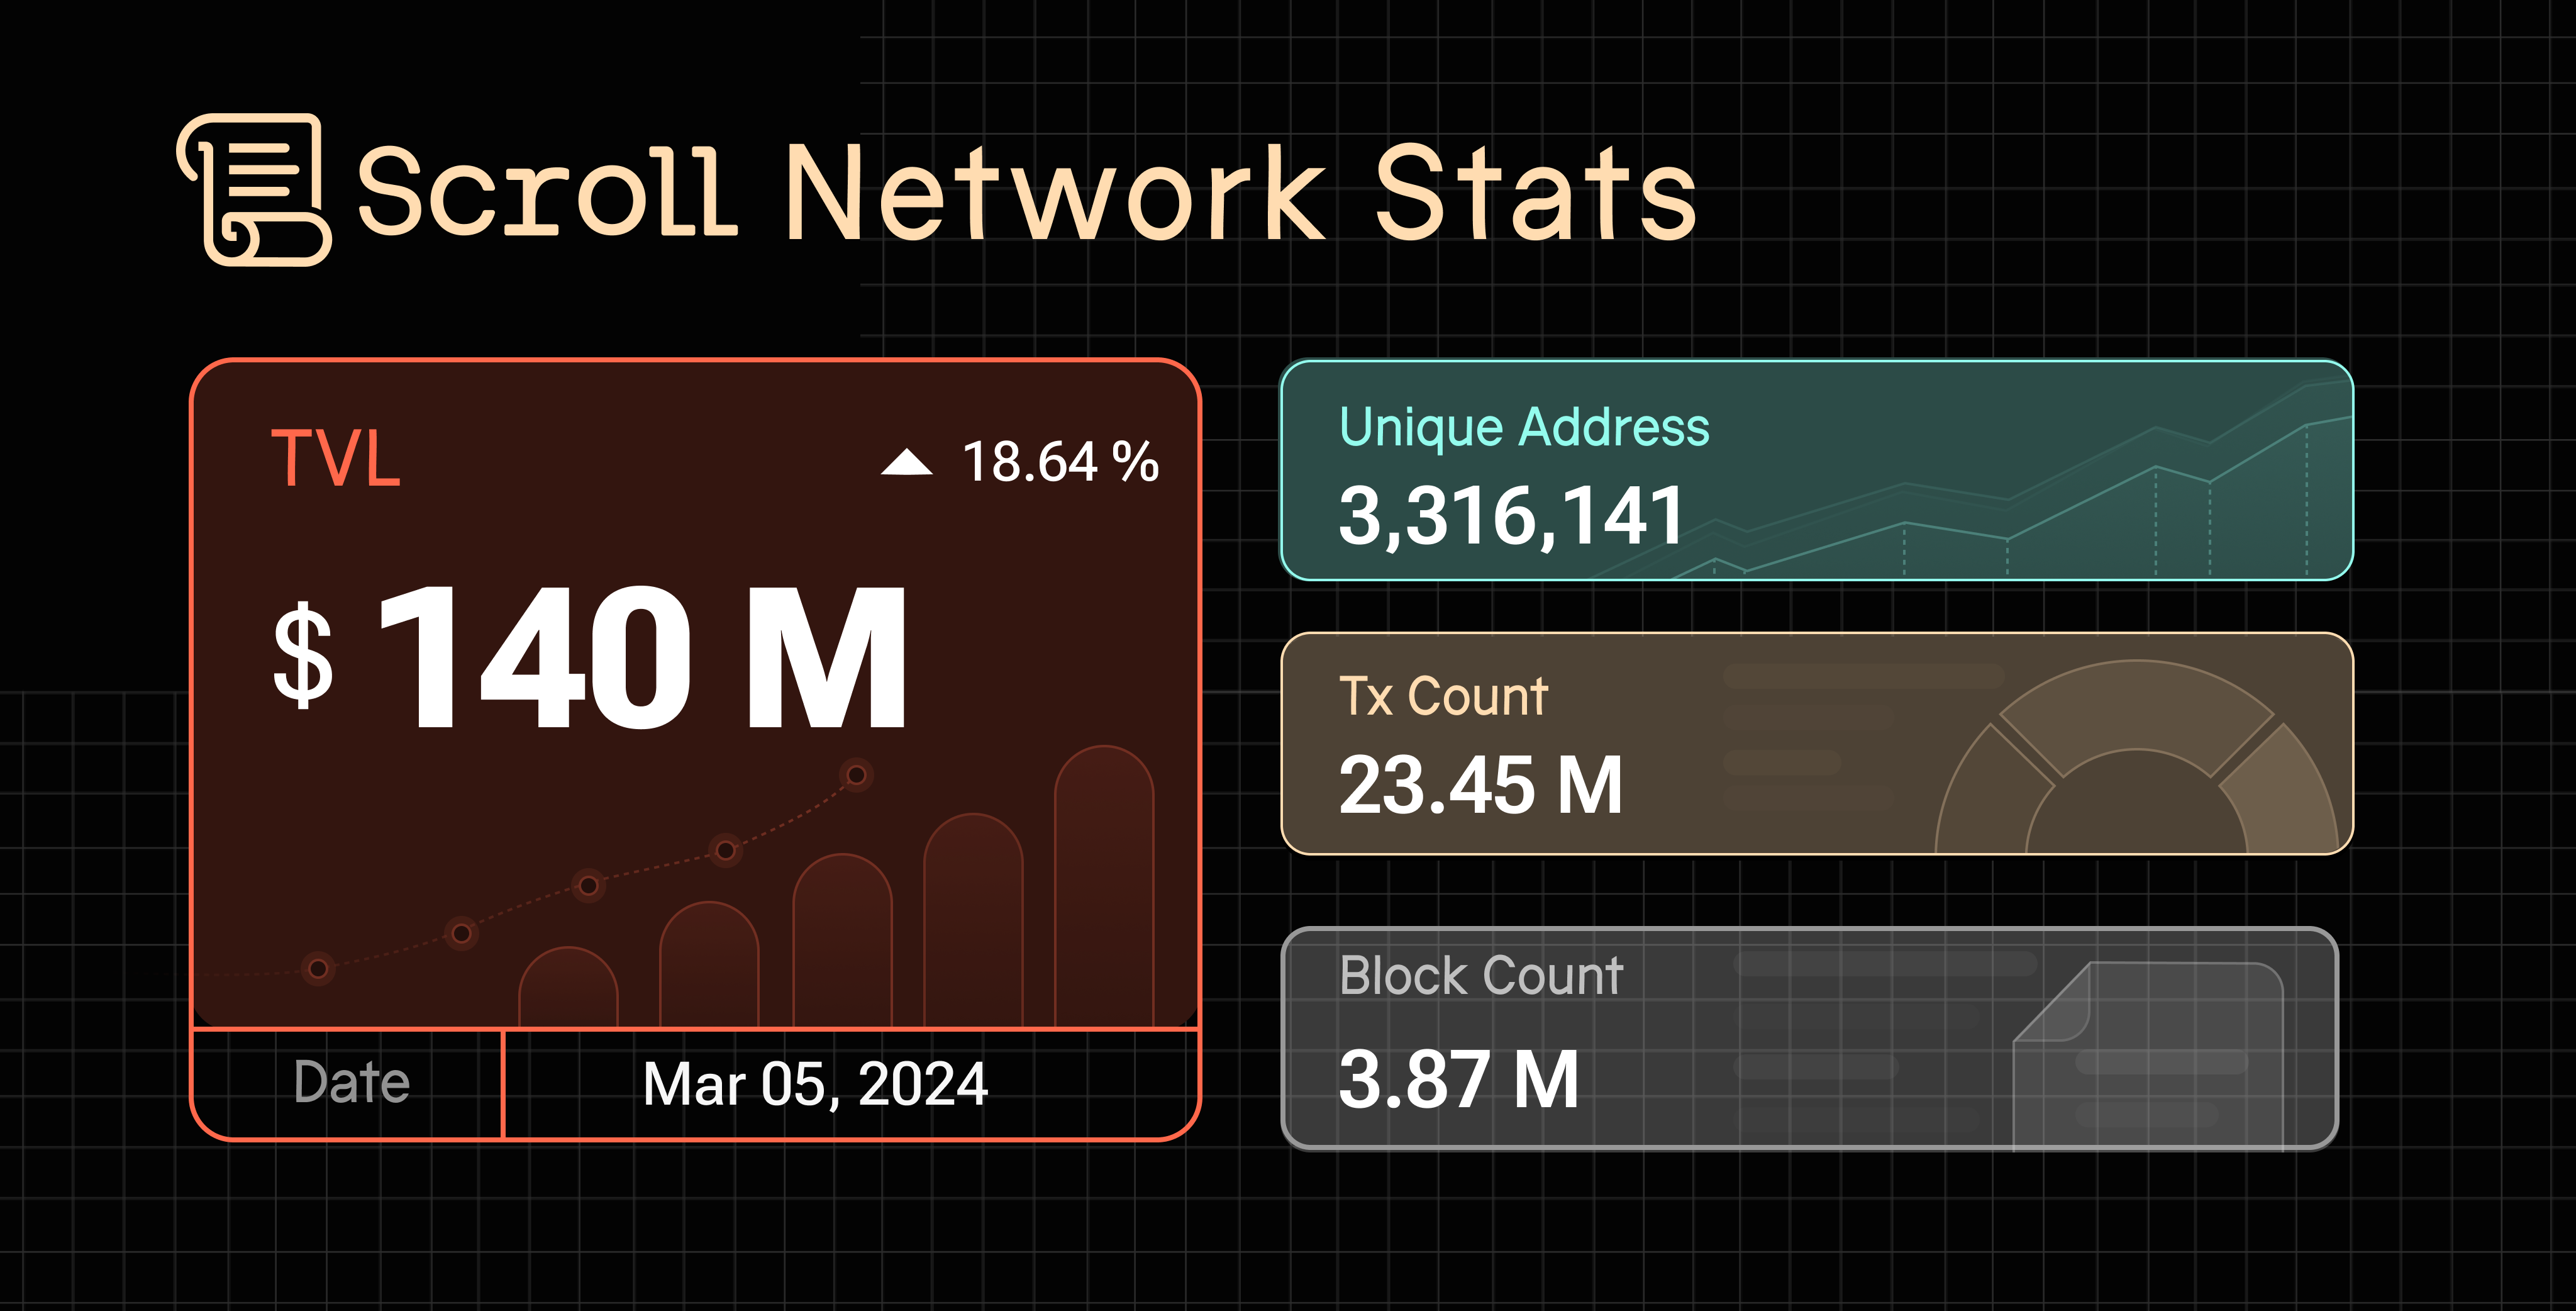 Scroll Network Stats
TVL
18.64 %
$ 140 M
Date
Mar 05, 2024
Unique Address
3,316,141
Tx Count
23.45 M
Block Count
3.87 M